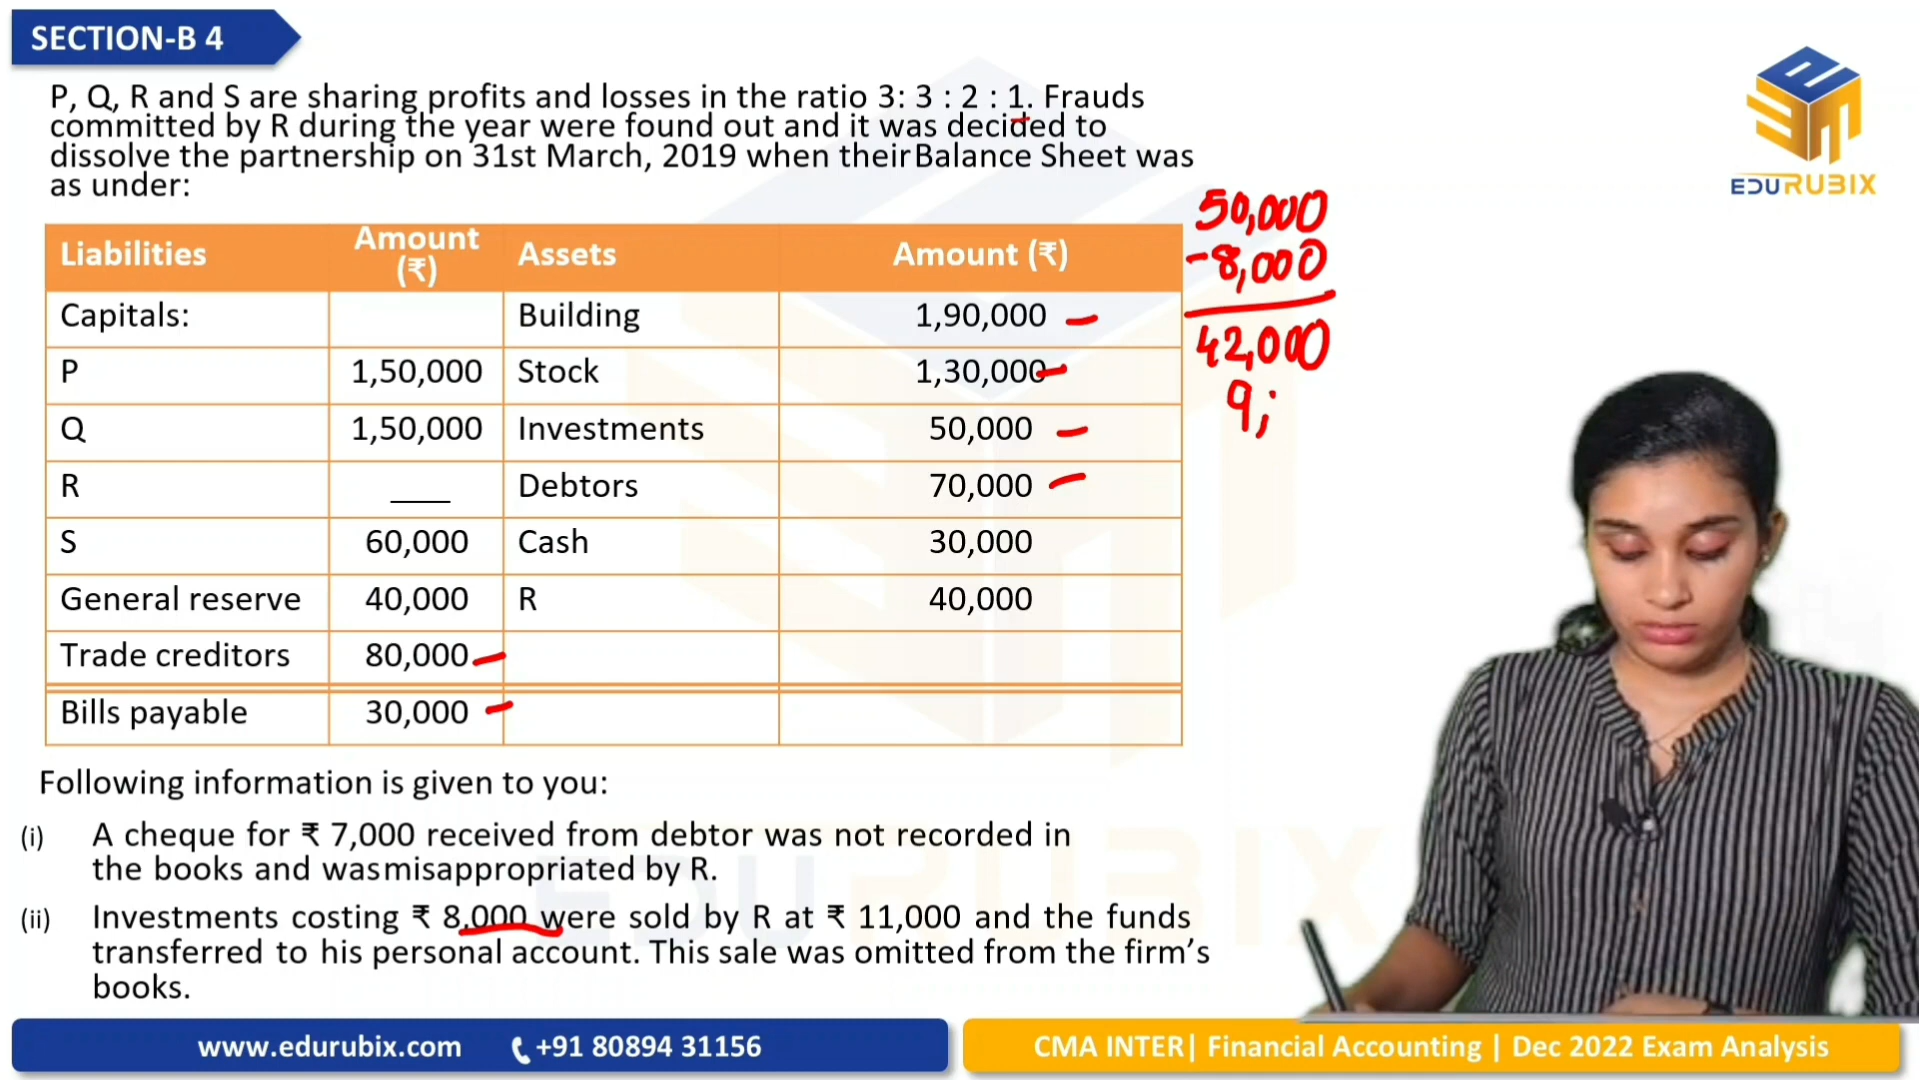 SECTION-B 4
P, Q, R and S are sharing profits and losses in the ratio 3: 3 : 2 : 1. Frauds
committed by R during the year were found out and it was decided to
dissolve the partnership on 31st March, 2019 when their Balance Sheet was
as under:
EDURUBIX
Liabilities Amount (₹) Assets Amount (₹)
Capitals: Building 1,90,000
P 1,50,000 Stock 1,30,000
Q 1,50,000 Investments 50,000
R ____ Debtors 70,000
S 60,000 Cash 30,000
General reserve 40,000 R 40,000
Trade creditors 80,000
Bills payable 30,000
50,000
-8,000
42,000
9;
Following information is given to you:
(i) A cheque for ₹ 7,000 received from debtor was not recorded in
the books and was misappropriated by R.
(ii) Investments costing ₹ 8,000 were sold by R at ₹ 11,000 and the funds
transferred to his personal account. This sale was omitted from the firm’s
books.
www.edurubix.com +91 80894 31156
CMA INTER| Financial Accounting | Dec 2022 Exam Analysis